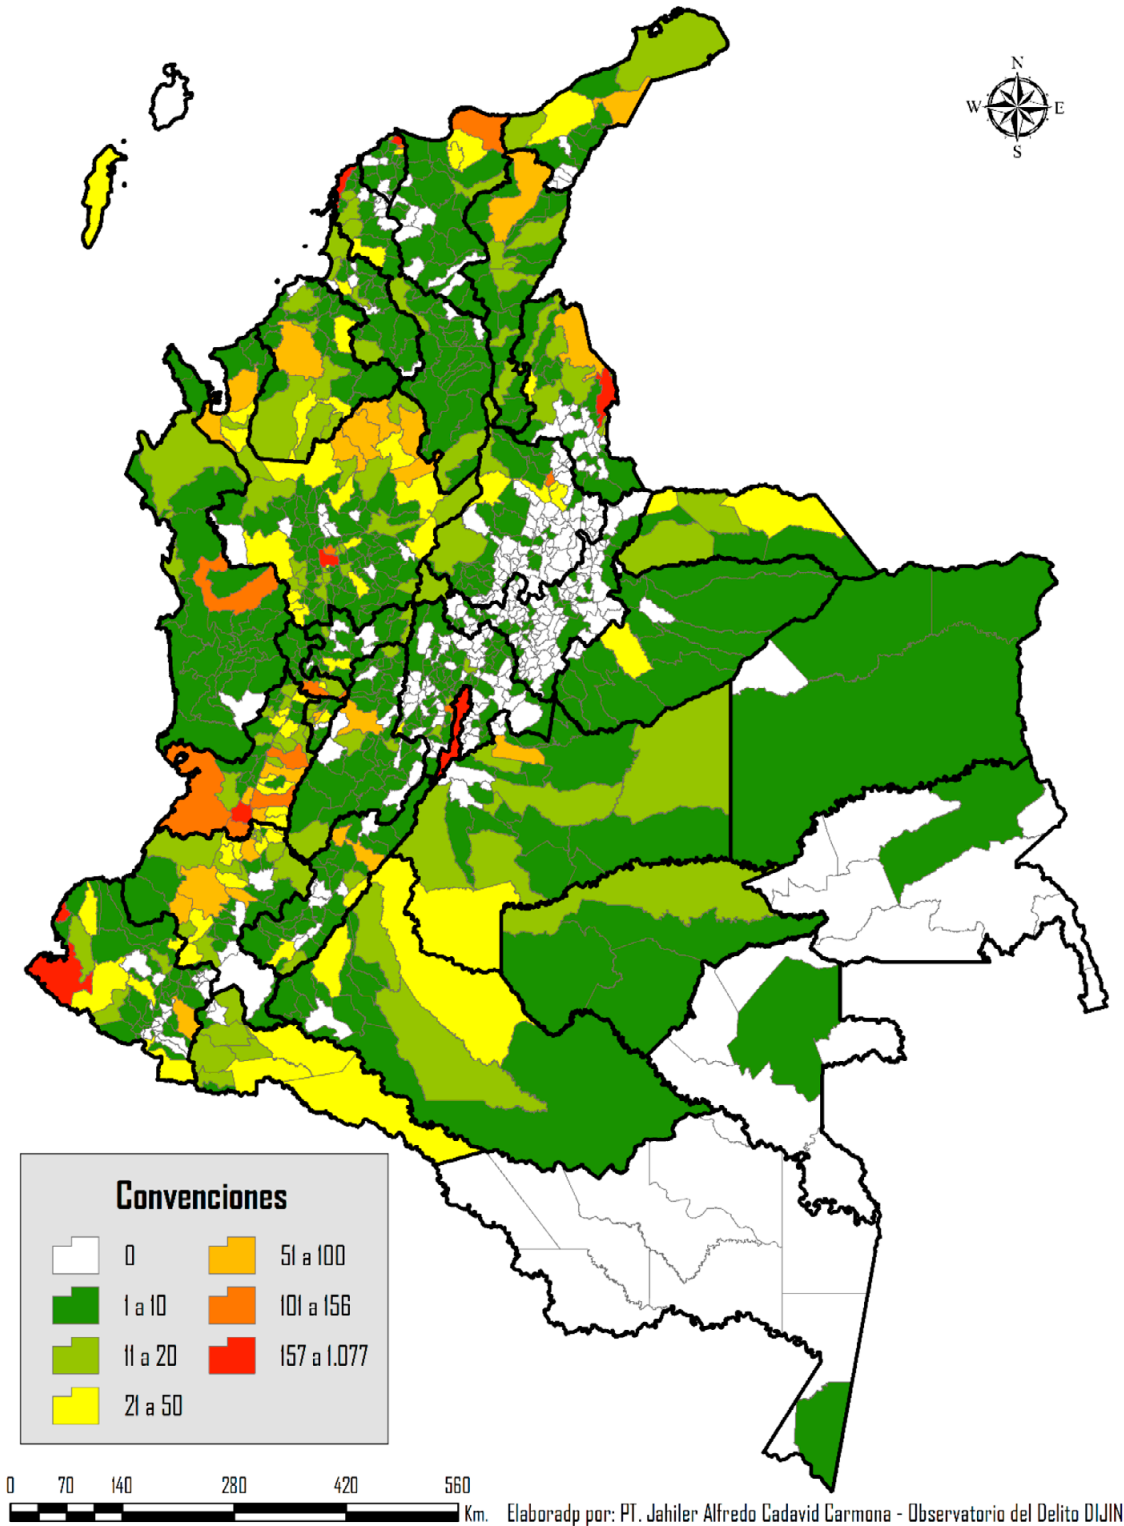 N
W E
S
Convenciones
0
51 a 100
1 a 10
101 a 156
11 a 20
157 a 1.077
21 a 50
0 70 140 280 420 560
Km.
Elaboradp por: PT. Jahiler Alfredo Cadavid Carmona - Observatorio del Delito DIJIN